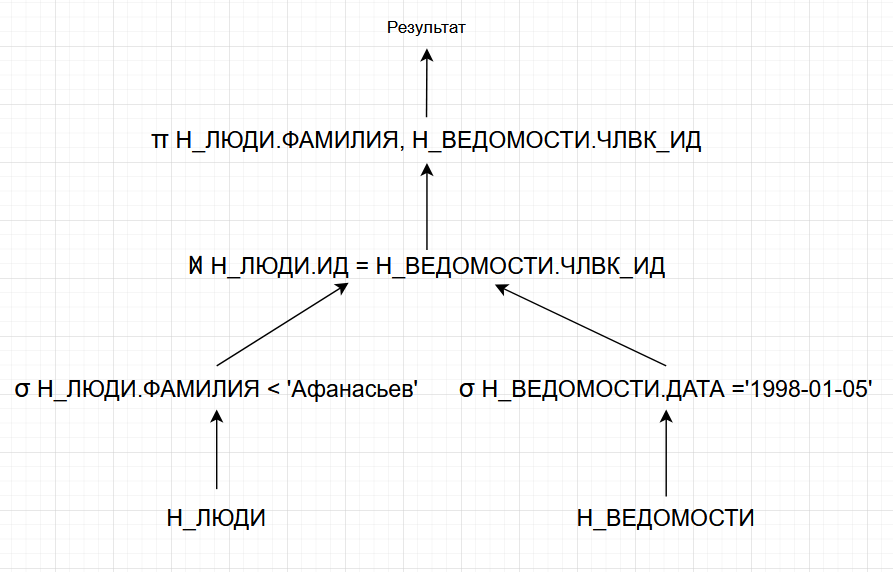 Результат
π Н_ЛЮДИ.ФАМИЛИЯ, Н_ВЕДОМОСТИ.ЧЛВК_ИД
⋈ Н_ЛЮДИ.ИД = Н_ВЕДОМОСТИ.ЧЛВК_ИД
σ Н_ЛЮДИ.ФАМИЛИЯ < 'Афанасьев'
σ Н_ВЕДОМОСТИ.ДАТА ='1998-01-05'
Н_ЛЮДИ
Н_ВЕДОМОСТИ